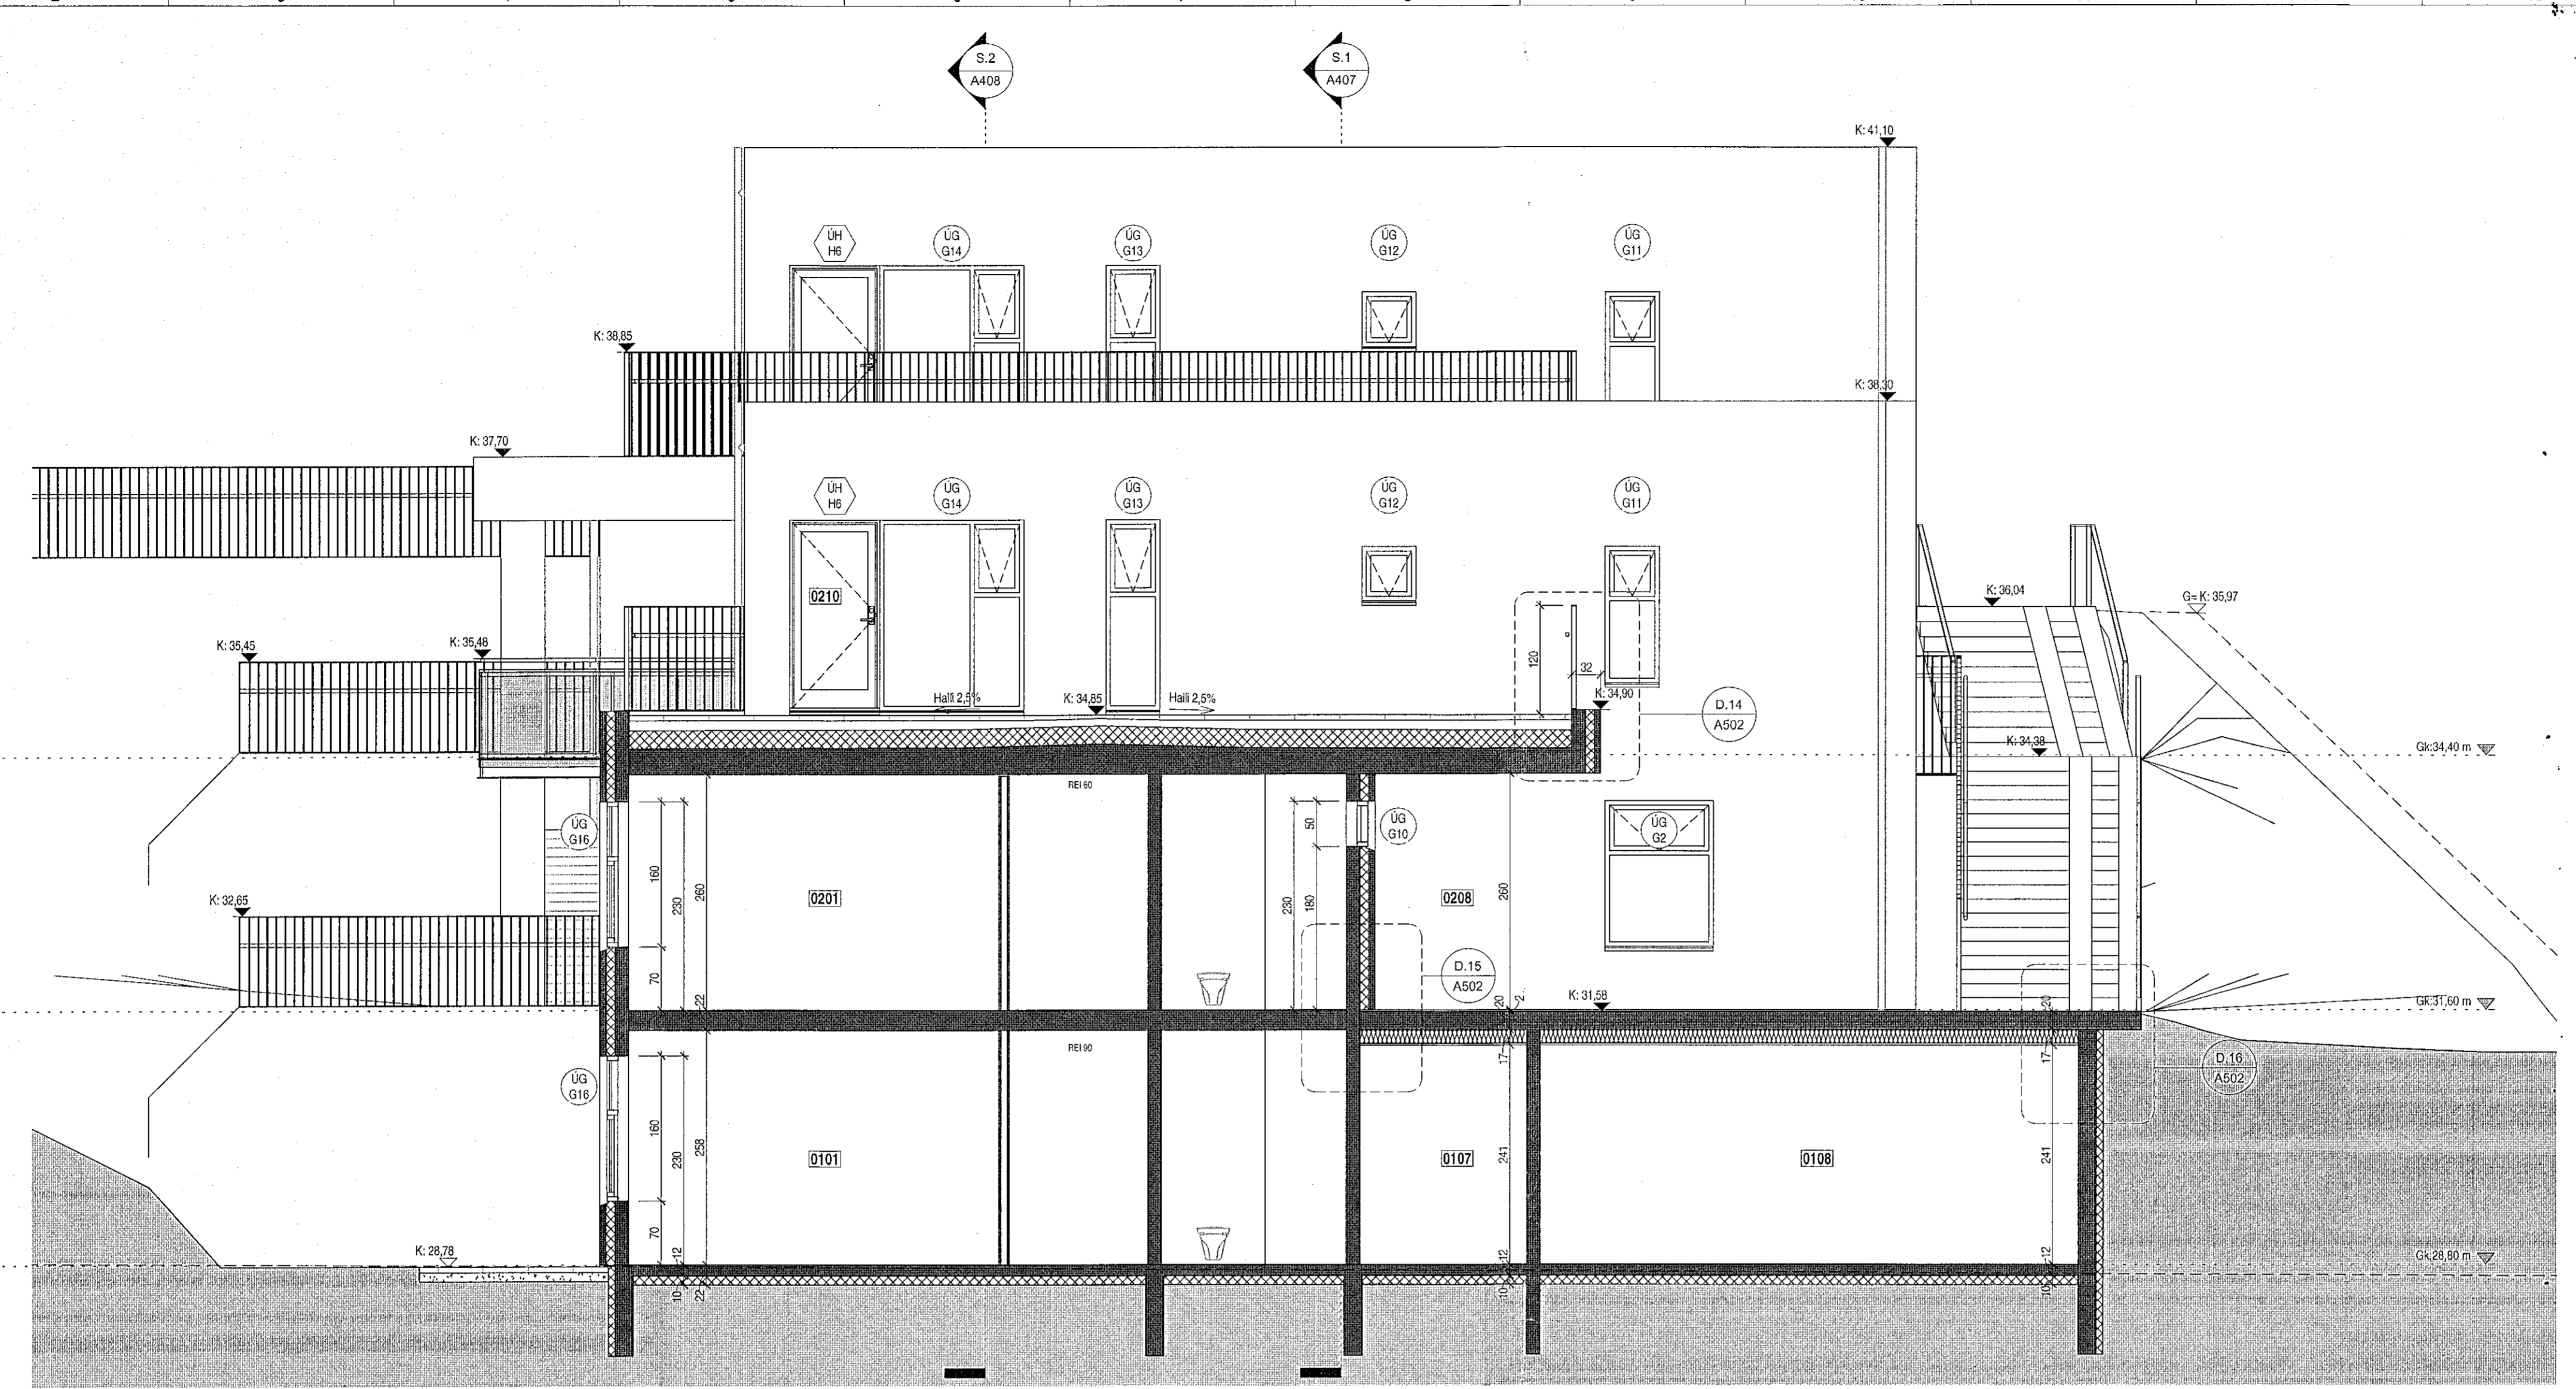 S.2
A408
S.1
A407
K: 41,10
ÚH
H6
ÚG
G14
ÚG
G13
ÚG
G12
ÚG
G11
K: 38,85
K: 38,30
K: 37,70
ÚH
H6
ÚG
G14
ÚG
G13
ÚG
G12
ÚG
G11
0210
K: 36,04
G= K: 35,97
K: 35,45
K: 35,48
120
32
Halli 2,5%
K: 34,85
Halli 2,5%
K: 34,90
D.14
A502
K: 34,38
Gk:34,40 m
REI 60
ÚG
G16
160
230
260
70
22
0201
230
50
180
ÚG
G10
0208
260
ÚG
G2
K: 32,65
D.15
A502
20
2
K: 31,58
20
Gk:31,60 m
REI 90
17
17
D.16
A502
ÚG
G16
160
230
258
70
12
0101
0107
241
0108
241
K: 28,78
12
12
Gk:28,80 m
10
22
10
10